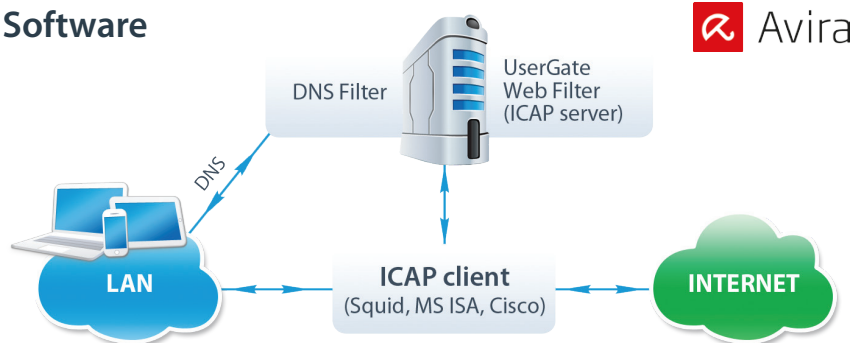 Software
Avira
DNS Filter
UserGate
Web Filter
(ICAP server)
DNS
LAN
ICAP client
(Squid, MS ISA, Cisco)
INTERNET